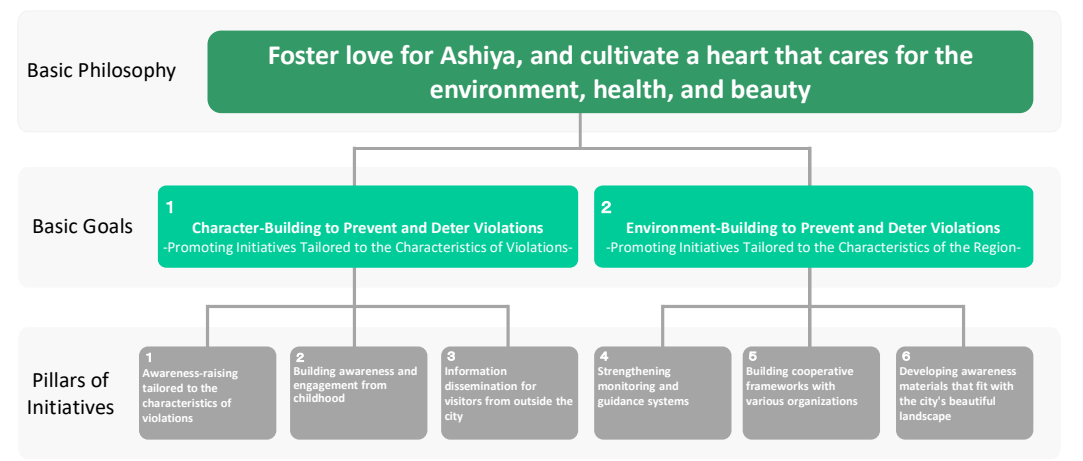 Basic Philosophy
Foster love for Ashiya, and cultivate a heart that cares for the
environment, health, and beauty
Basic Goals
1
Character-Building to Prevent and Deter Violations
-Promoting Initiatives Tailored to the Characteristics of Violations-
2
Environment-Building to Prevent and Deter Violations
-Promoting Initiatives Tailored to the Characteristics of the Region-
Pillars of
Initiatives
1
Awareness-raising
tailored to the
characteristics of
violations
2
Building awareness and
engagement from
childhood
3
Information
dissemination for
visitors from outside the
city
4
Strengthening
monitoring and
guidance systems
5
Building cooperative
frameworks with
various organizations
6
Developing awareness
materials that fit with
the city's beautiful
landscape